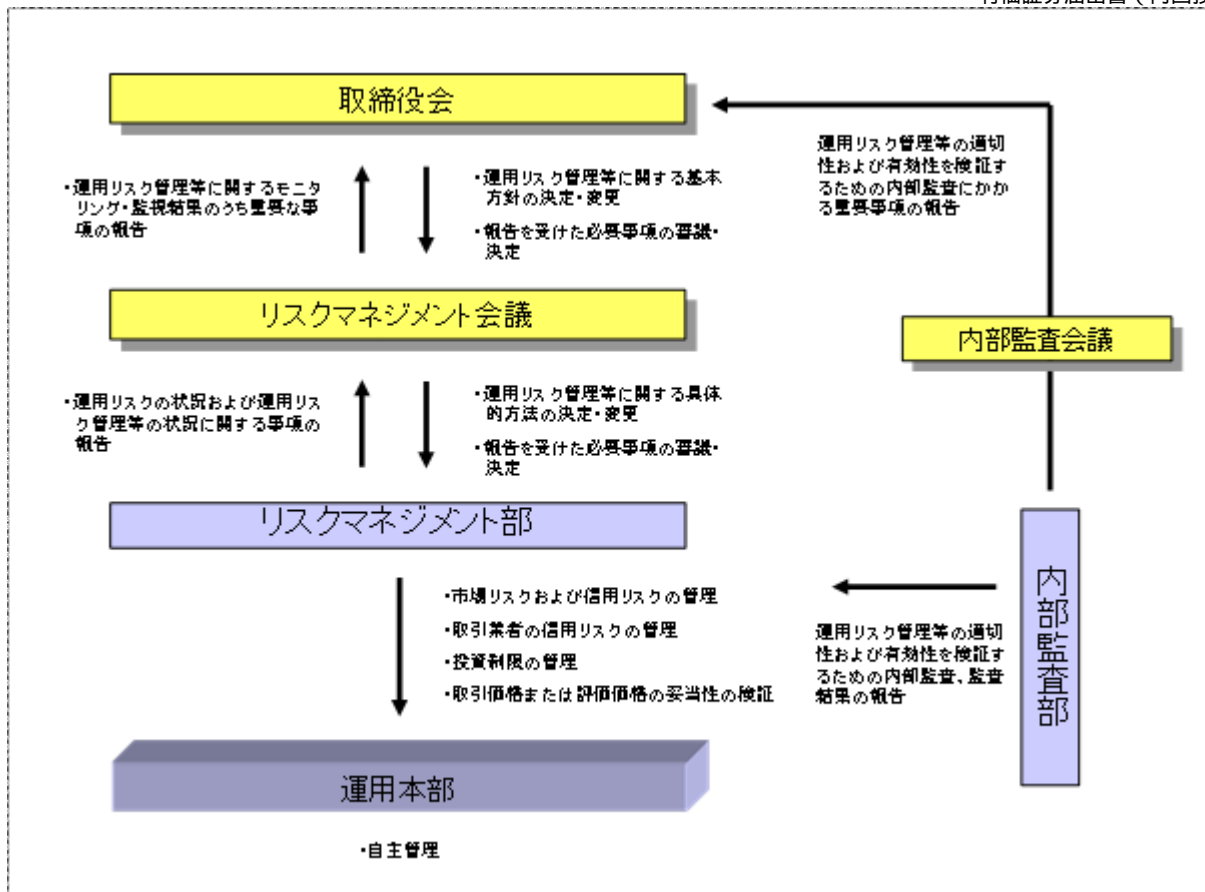 取締役会
・運用リスク管理等に関するモニタ
リング・監視結果のうち重要な事
項の報告
・運用リスク管理等に関する基本
方針の決定・変更
・報告を受けた必要事項の審議・
決定
運用リスク管理等の適切
性および有効性を検証す
るための内部監査にかか
る重要事項の報告
リスクマネジメント会議
内部監査会議
・運用リスクの状況および運用リス
ク管理等の状況に関する事項の
報告
・運用リスク管理等に関する具体
的方法の決定・変更
・報告を受けた必要事項の審議・
決定
リスクマネジメント部
・市場リスクおよび信用リスクの管理
・取引業者の信用リスクの管理
・投資制限の管理
・取引価格または評価価格の妥当性の検証
運用リスク管理等の適切
性および有効性を検証す
るための内部監査、監査
結果の報告
内部監査部
運用本部
・自主管理